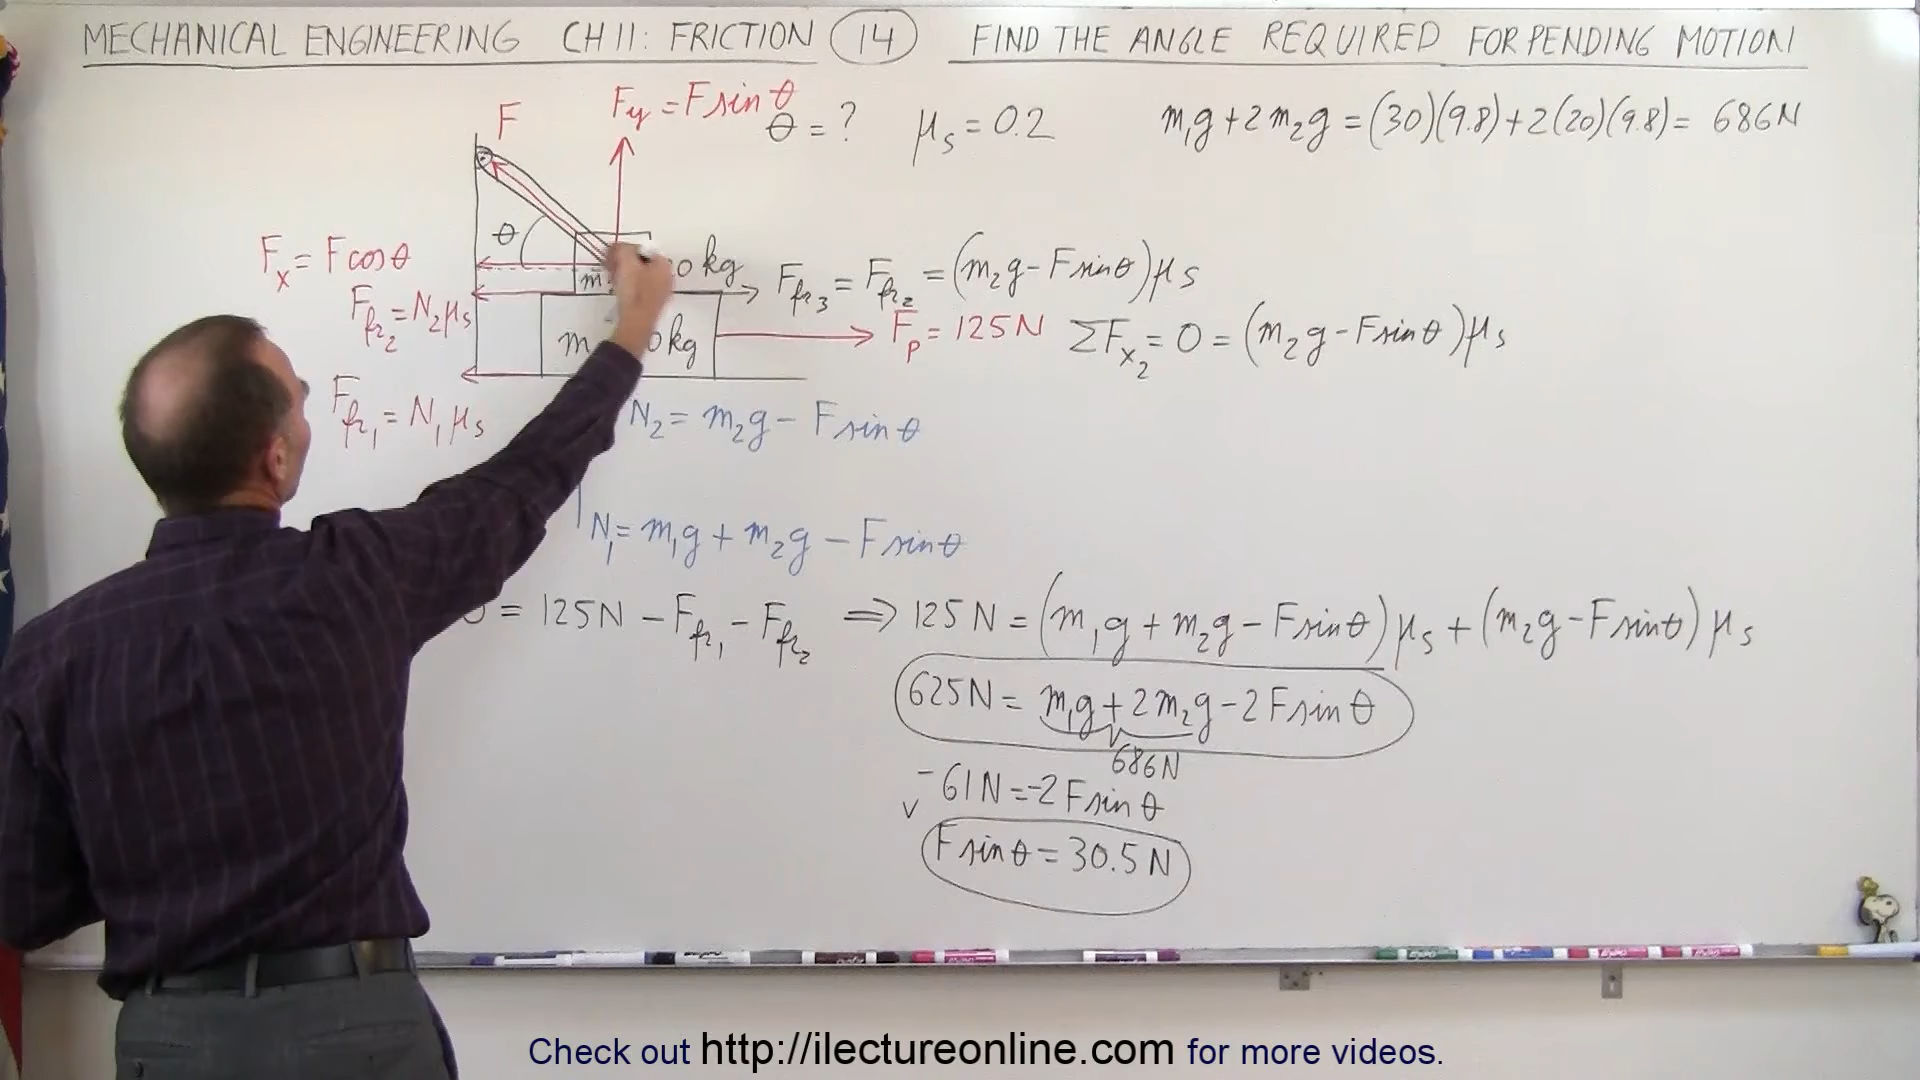 MECHANICAL ENGINEERING CH 11: FRICTION 14 FIND THE ANGLE REQUIRED FOR PENDING MOTION!
F
Fy = F sin θ
θ = ?
μs = 0.2
m₁g + 2m₂g = (30)(9.8) + 2(20)(9.8) = 686N
θ
Fx = F cos θ
kg
Ffr₃ = Ffr₂ = (m₂g - F sin θ) μs
Ffr₂ = N₂ μs
m
kg
Fp = 125N
ΣFx₂ = 0 = (m₂g - F sin θ) μs
Ffr₁ = N₁ μs
N₂ = m₂g - F sin θ
N₁ = m₁g + m₂g - F sin θ
= 125N - Ffr₁ - Ffr₂ ⇒ 125N = (m₁g + m₂g - F sin θ) μs + (m₂g - F sin θ) μs
625N = m₁g + 2m₂g - 2F sin θ
686N
-61N = -2F sin θ
F sin θ = 30.5N
Check out http://ilectureonline.com for more videos.